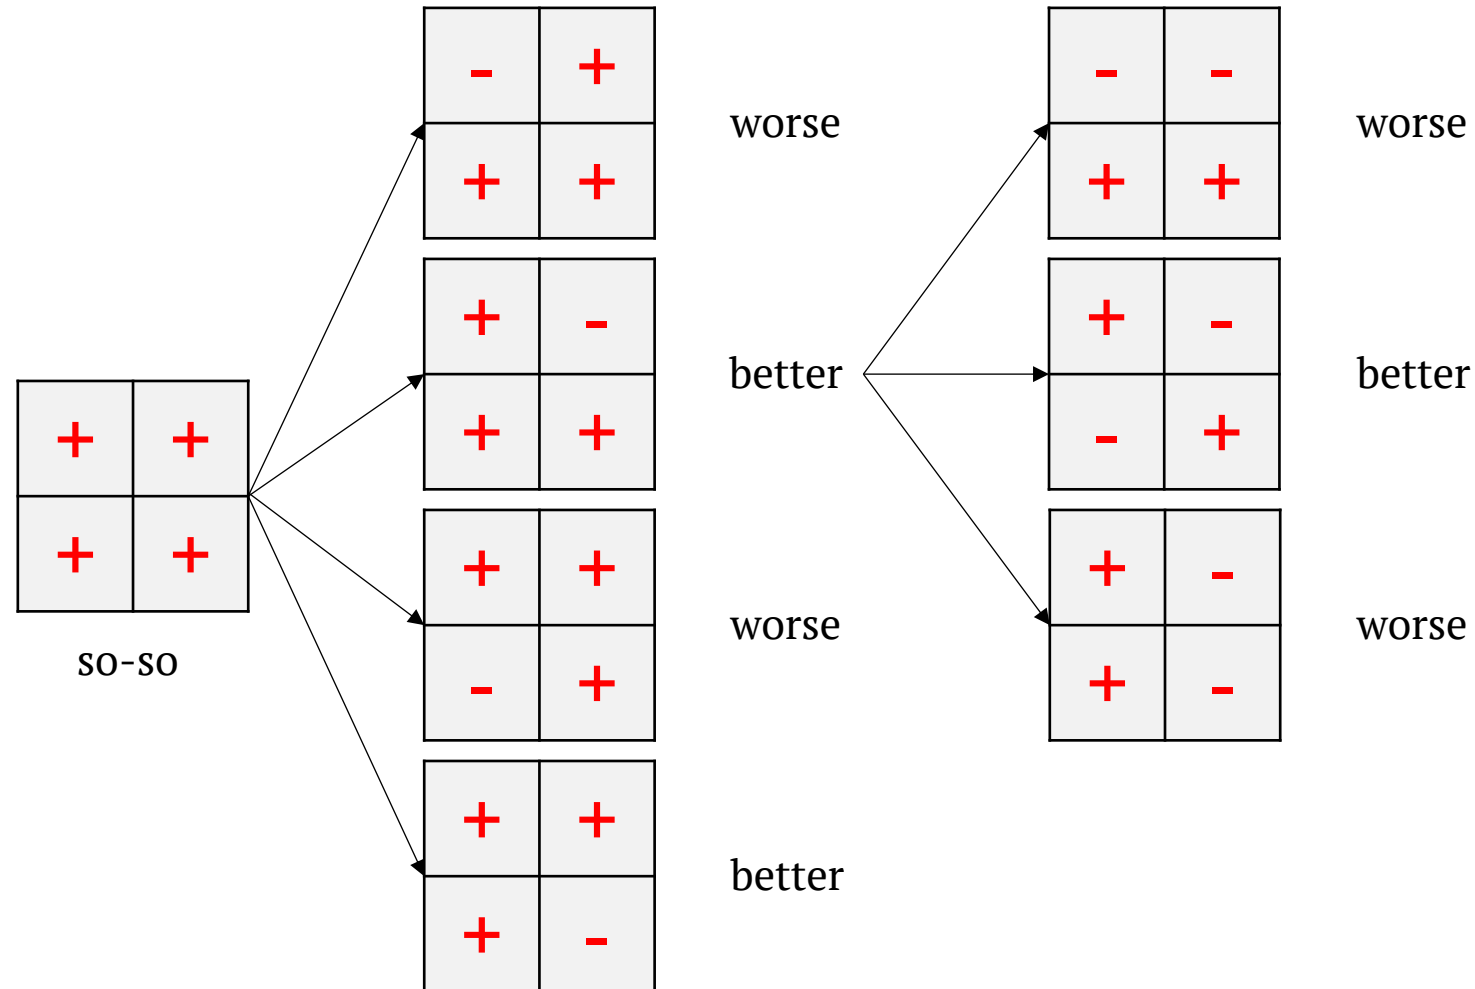 - + worse - - worse
+ + + +
+ - better + - better
+ + - +
+ + + + worse + - worse
+ + - + + -
so-so
+ + better
+ -